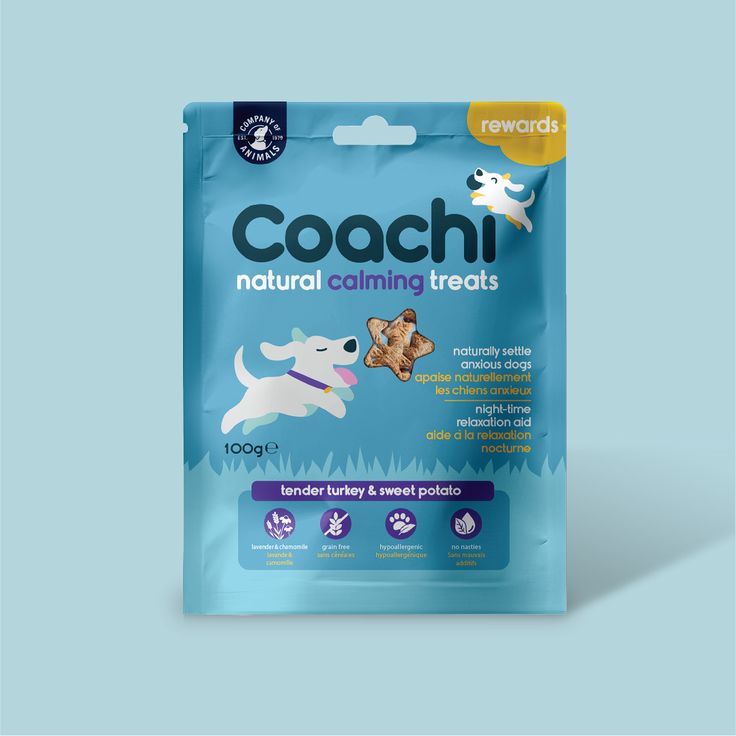 COMPANY OF
EST. 1979
ANIMALS
rewards
Coachi
natural calming treats
naturally settle
anxious dogs
apaise naturellement
les chiens anxieux
night-time
relaxation aid
aide à la relaxation
nocturne
100g℮
tender turkey & sweet potato
lavender & chamomile
lavande &
camomille
grain free
sans céréales
hypoallergenic
hypoallergénique
no nasties
Sans mauvais
additifs